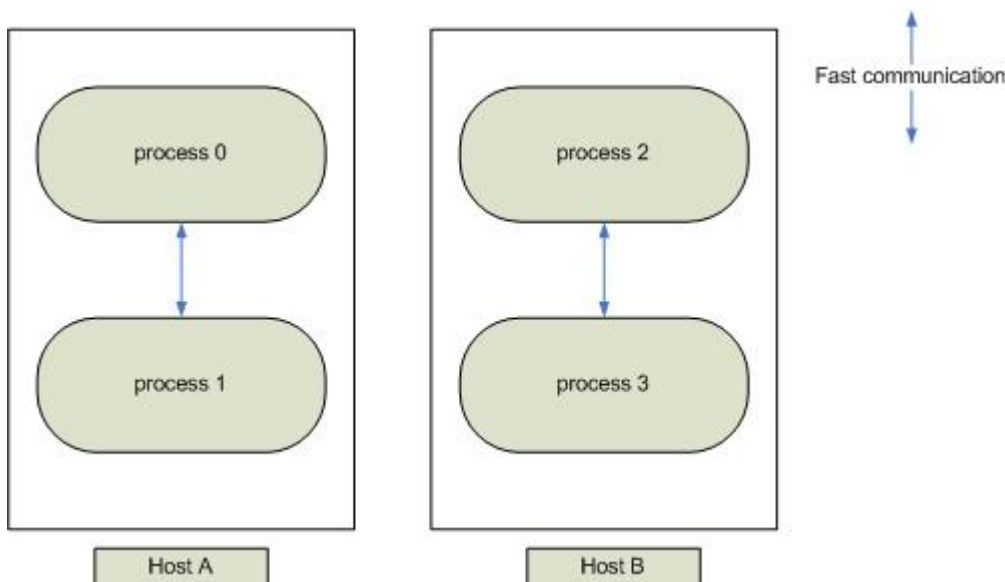 process 0
process 1
Host A
process 2
process 3
Host B
Fast communication